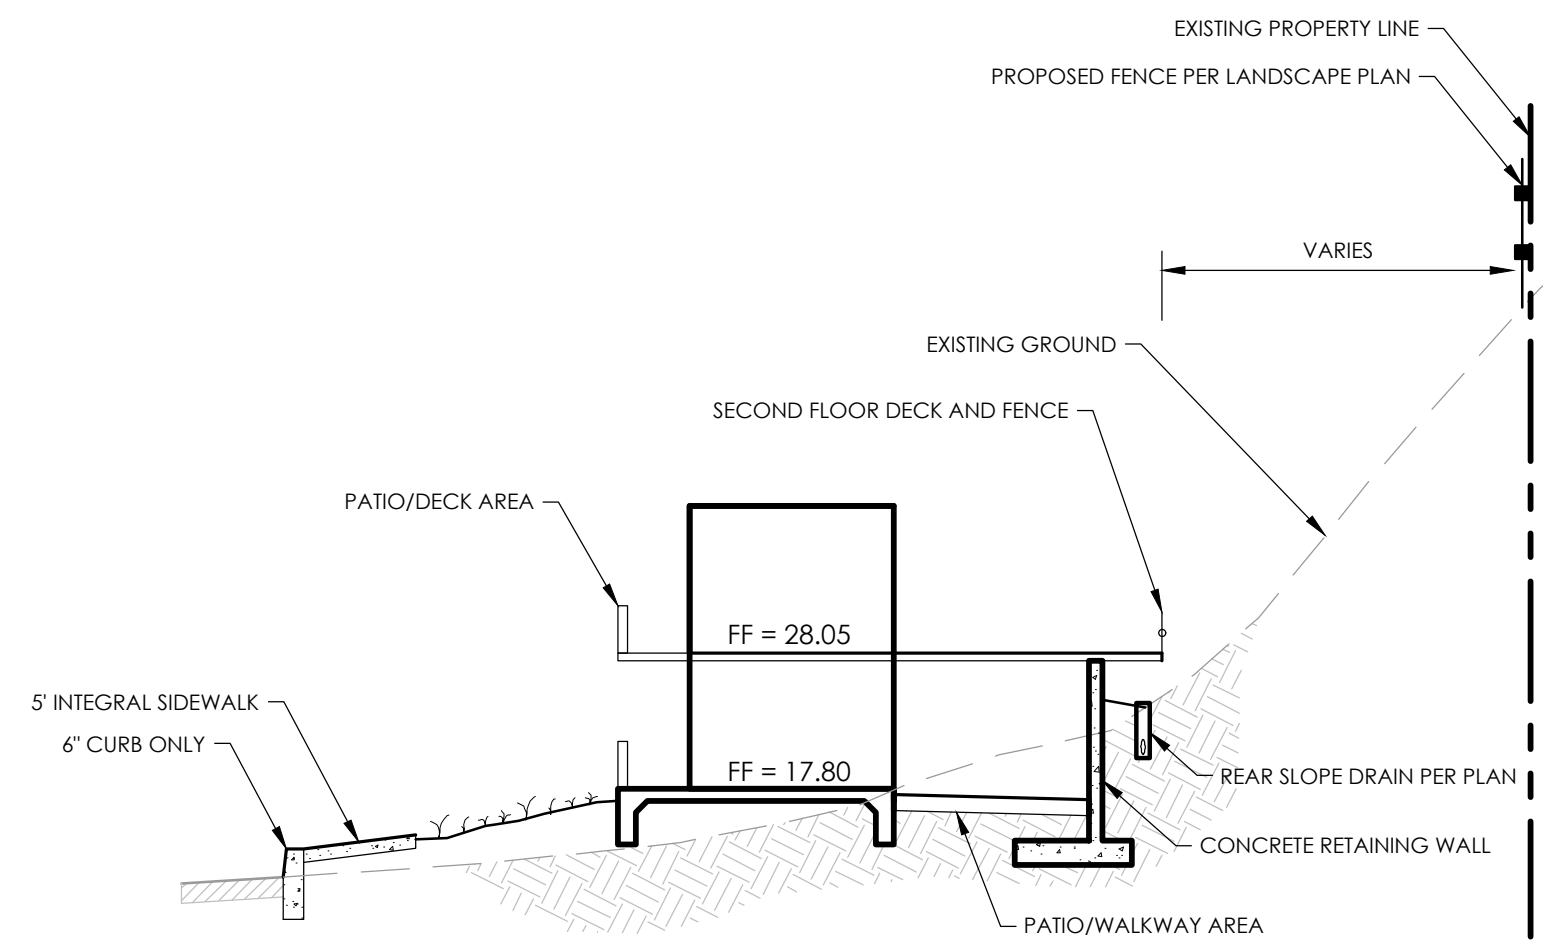 EXISTING PROPERTY LINE
PROPOSED FENCE PER LANDSCAPE PLAN
VARIES
EXISTING GROUND
SECOND FLOOR DECK AND FENCE
PATIO/DECK AREA
FF = 28.05
5' INTEGRAL SIDEWALK
6" CURB ONLY
FF = 17.80
REAR SLOPE DRAIN PER PLAN
CONCRETE RETAINING WALL
PATIO/WALKWAY AREA